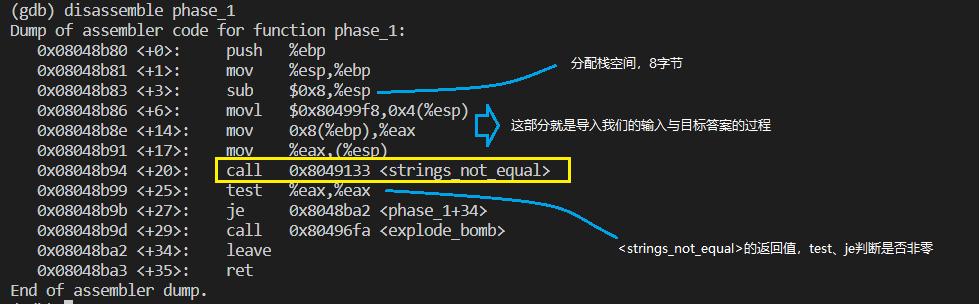 (gdb) disassemble phase_1
Dump of assembler code for function phase_1:
0x08048b80 <+0>: push %ebp
0x08048b81 <+1>: mov %esp,%ebp
分配栈空间，8字节
0x08048b83 <+3>: sub $0x8,%esp
0x08048b86 <+6>: movl $0x80499f8,0x4(%esp)
这部分就是导入我们的输入与目标答案的过程
0x08048b8e <+14>: mov 0x8(%ebp),%eax
0x08048b91 <+17>: mov %eax,(%esp)
0x08048b94 <+20>: call 0x8049133 <strings_not_equal>
0x08048b99 <+25>: test %eax,%eax
0x08048b9b <+27>: je 0x8048ba2 <phase_1+34>
0x08048b9d <+29>: call 0x80496fa <explode_bomb>
<strings_not_equal>的返回值，test、je判断是否非零
0x08048ba2 <+34>: leave
0x08048ba3 <+35>: ret
End of assembler dump.